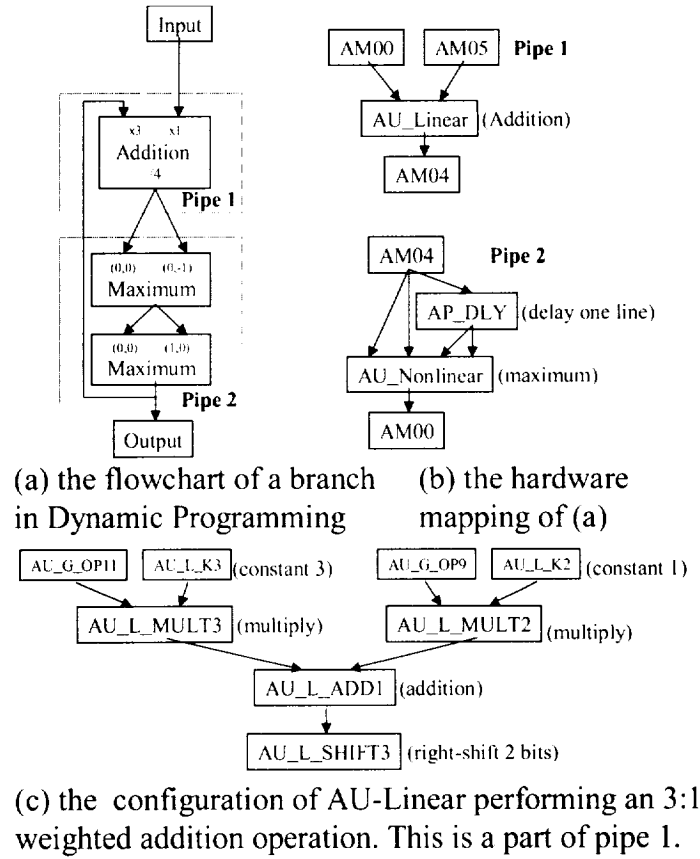 Input
x3 x1
Addition
/4
Pipe 1
(0,0) (0,-1)
Maximum
(0,0) (1,0)
Maximum
Pipe 2
Output
AM00 AM05 Pipe 1
AU_Linear (Addition)
AM04
AM04 Pipe 2
AP_DLY (delay one line)
AU_Nonlinear (maximum)
AM00
(a) the flowchart of a branch
in Dynamic Programming
(b) the hardware
mapping of (a)
AU_G_OP11 AU_L_K3 (constant 3) AU_G_OP9 AU_L_K2 (constant 1)
AU_L_MULT3 (multiply) AU_L_MULT2 (multiply)
AU_L_ADD1 (addition)
AU_L_SHIFT3 (right-shift 2 bits)
(c) the configuration of AU-Linear performing an 3:1
weighted addition operation. This is a part of pipe 1.